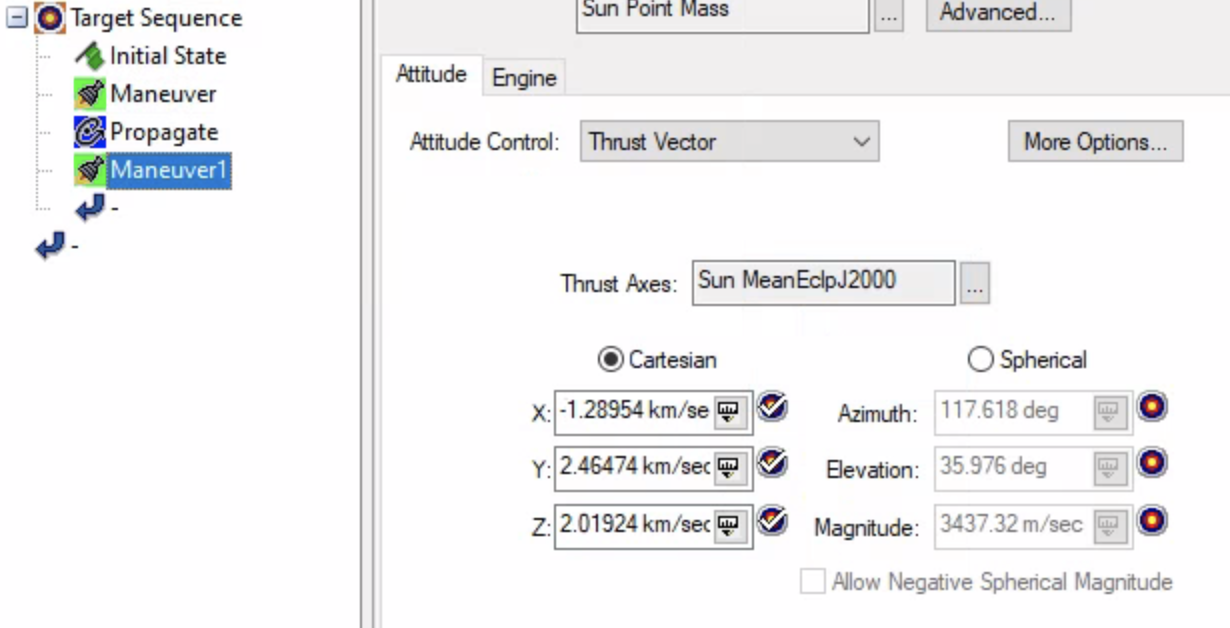 Target Sequence
Initial State
Maneuver
Propagate
Maneuver1
-
-
Sun Point Mass
...
Advanced...
Attitude
Engine
Attitude Control:
Thrust Vector
More Options...
Thrust Axes:
Sun MeanEclpJ2000
...
Cartesian
Spherical
X: -1.28954 km/se
Azimuth: 117.618 deg
Y: 2.46474 km/sec
Elevation: 35.976 deg
Z: 2.01924 km/sec
Magnitude: 3437.32 m/sec
Allow Negative Spherical Magnitude